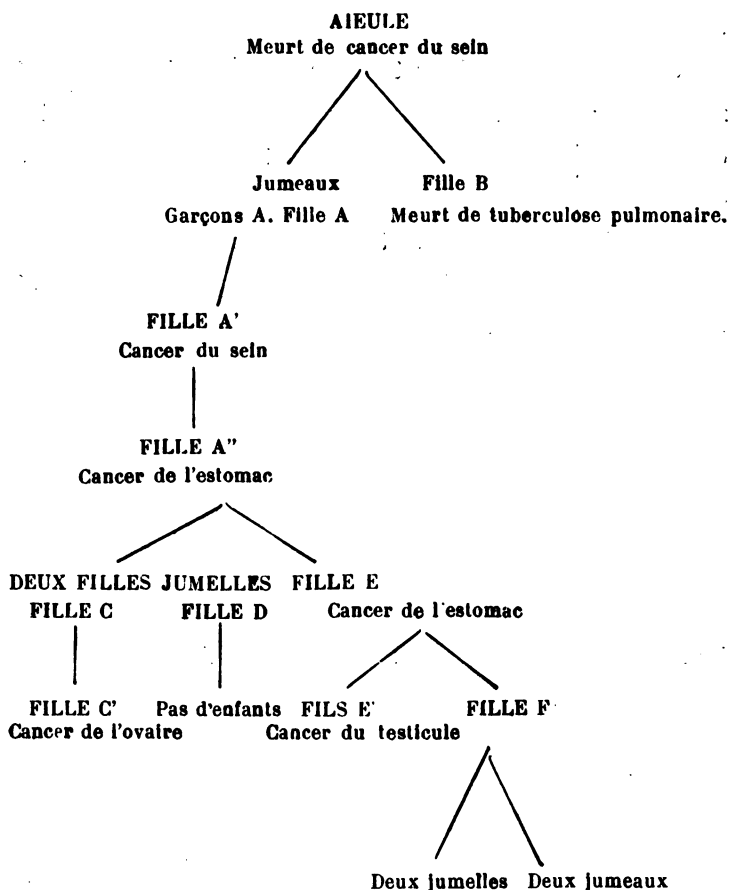 AIEULE
Meurt de cancer du sein
Jumeaux Fille B
Garçons A. Fille A Meurt de tuberculose pulmonaire.
FILLE A'
Cancer du sein
FILLE A"
Cancer de l'estomac
DEUX FILLES JUMELLES FILLE E
FILLE C FILLE D Cancer de l'estomac
FILLE C' Pas d'enfants FILS E' FILLE F
Cancer de l'ovaire Cancer du testicule
Deux jumelles Deux jumeaux